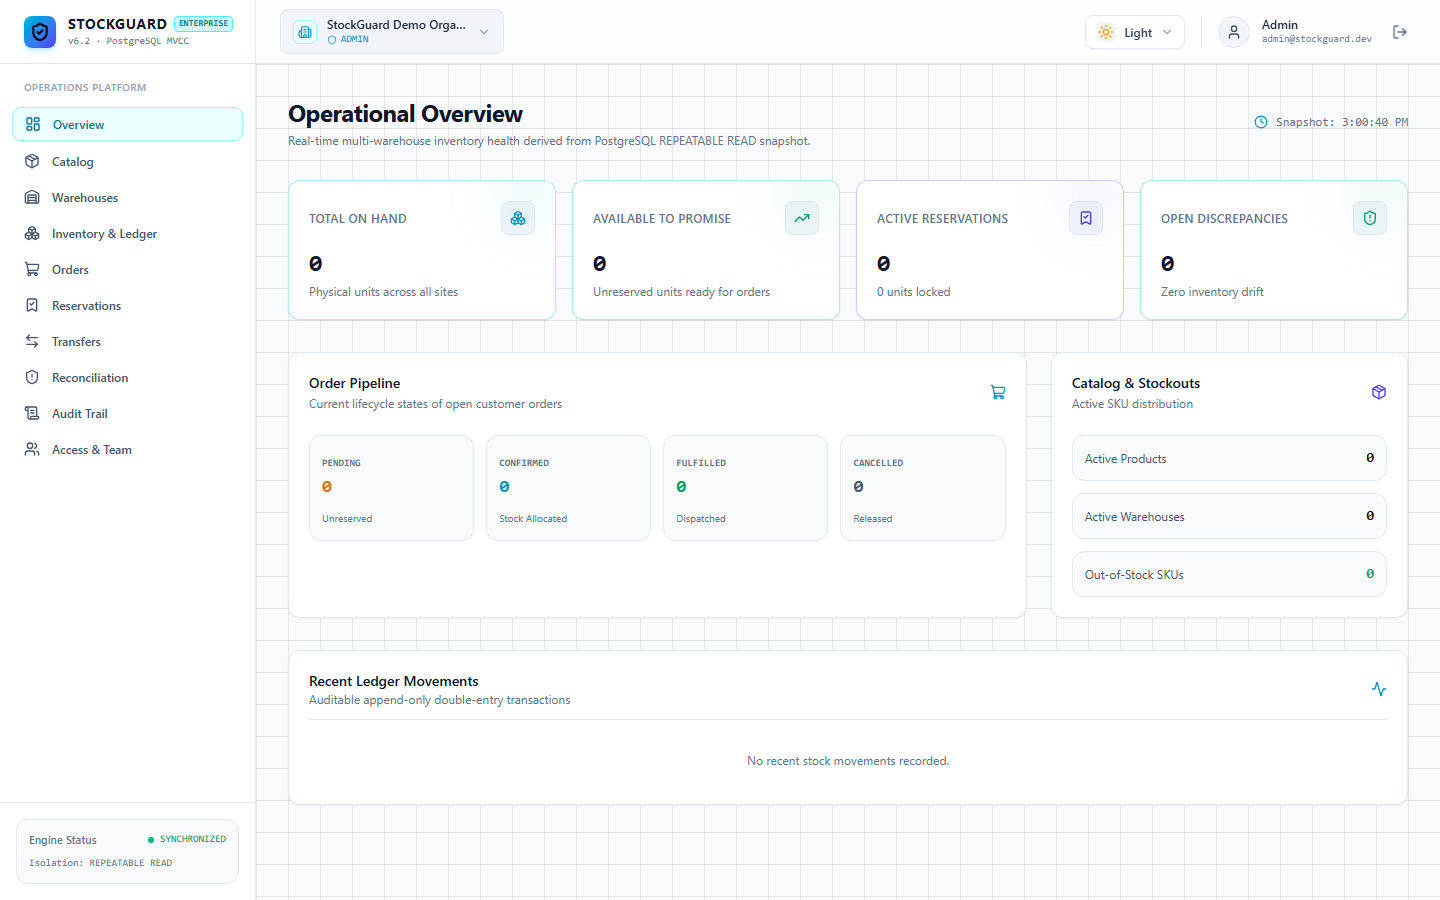 STOCKGUARD ENTERPRISE
v6.2 · PostgreSQL MVCC
StockGuard Demo Orga...
ADMIN
Light
Admin
admin@stockguard.dev
OPERATIONS PLATFORM
Overview
Catalog
Warehouses
Inventory & Ledger
Orders
Reservations
Transfers
Reconciliation
Audit Trail
Access & Team
Engine Status SYNCHRONIZED
Isolation: REPEATABLE READ
Operational Overview
Real-time multi-warehouse inventory health derived from PostgreSQL REPEATABLE READ snapshot.
Snapshot: 3:00:40 PM
TOTAL ON HAND
0
Physical units across all sites
AVAILABLE TO PROMISE
0
Unreserved units ready for orders
ACTIVE RESERVATIONS
0
0 units locked
OPEN DISCREPANCIES
0
Zero inventory drift
Order Pipeline
Current lifecycle states of open customer orders
PENDING
0
Unreserved
CONFIRMED
0
Stock Allocated
FULFILLED
0
Dispatched
CANCELLED
0
Released
Catalog & Stockouts
Active SKU distribution
Active Products 0
Active Warehouses 0
Out-of-Stock SKUs 0
Recent Ledger Movements
Auditable append-only double-entry transactions
No recent stock movements recorded.